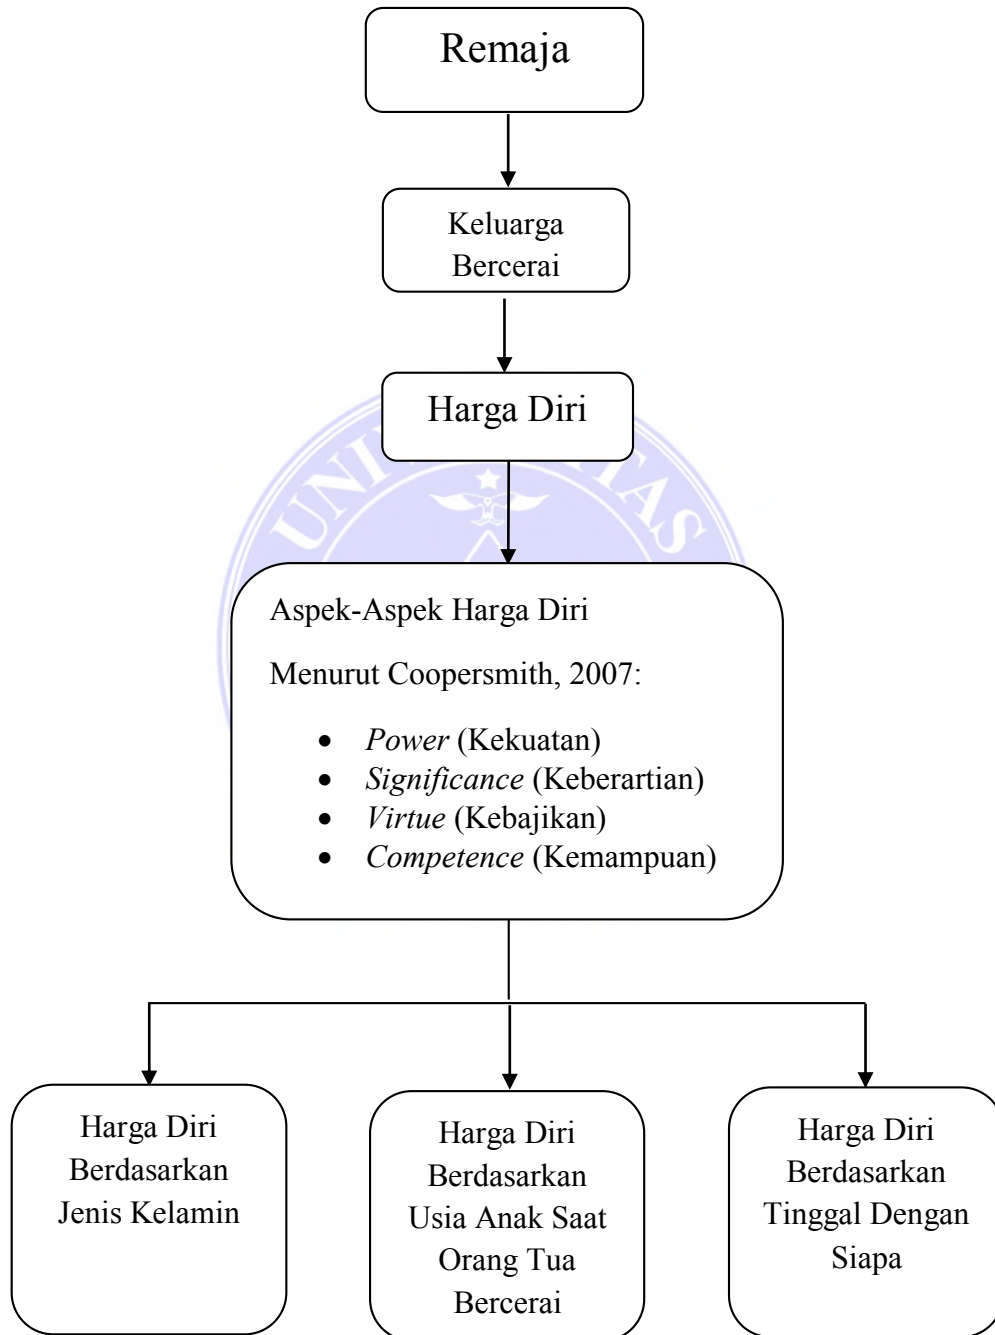 Remaja
Keluarga
Bercerai
Harga Diri
Aspek-Aspek Harga Diri
Menurut Coopersmith, 2007:
• Power (Kekuatan)
• Significance (Keberartian)
• Virtue (Kebajikan)
• Competence (Kemampuan)
Harga Diri
Berdasarkan
Jenis Kelamin
Harga Diri
Berdasarkan
Usia Anak Saat
Orang Tua
Bercerai
Harga Diri
Berdasarkan
Tinggal Dengan
Siapa